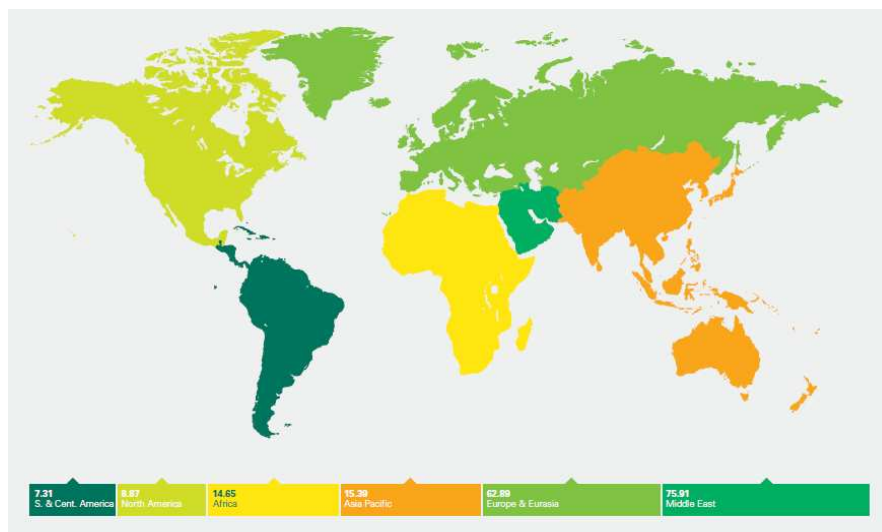 7.31
S. & Cent. America
8.87
North America
14.65
Africa
15.39
Asia Pacific
62.89
Europe & Eurasia
75.91
Middle East